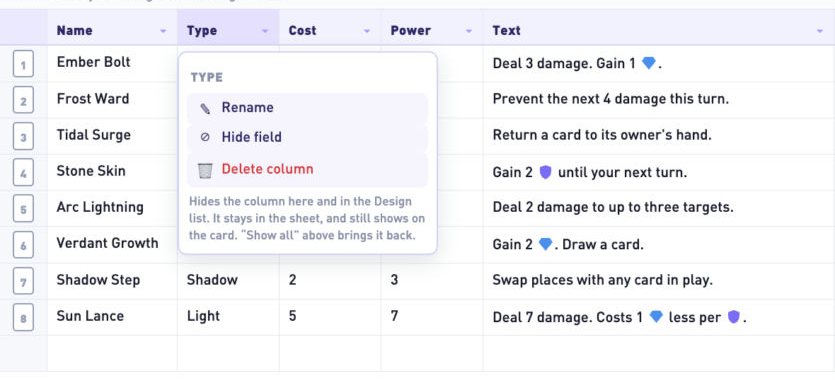 Name Type Cost Power Text
1 Ember Bolt Deal 3 damage. Gain 1 .
2 Frost Ward Prevent the next 4 damage this turn.
3 Tidal Surge Return a card to its owner's hand.
4 Stone Skin Gain 2 until your next turn.
5 Arc Lightning Deal 2 damage to up to three targets.
6 Verdant Growth Gain 2 . Draw a card.
7 Shadow Step Shadow 2 3 Swap places with any card in play.
8 Sun Lance Light 5 7 Deal 7 damage. Costs 1 less per .
TYPE
Rename
Hide field
Delete column
Hides the column here and in the Design
list. It stays in the sheet, and still shows on
the card. “Show all” above brings it back.